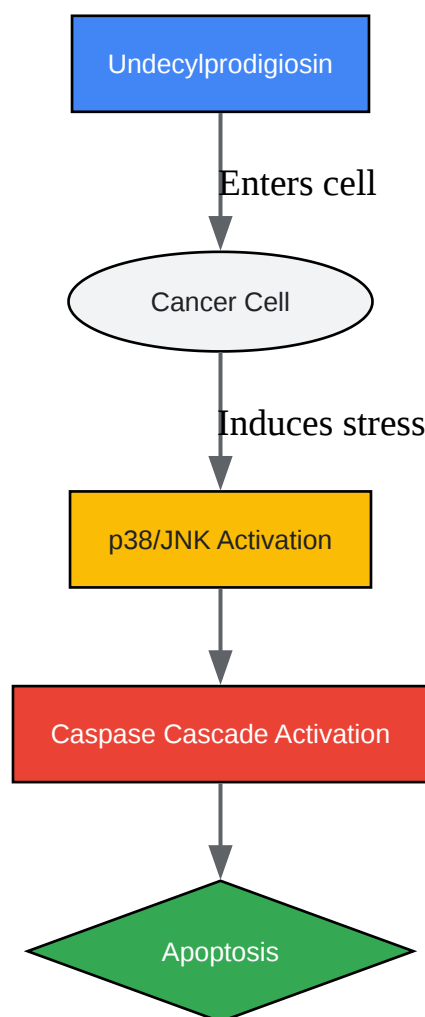 Undecylprodigiosin
Enters cell
Cancer Cell
Induces stress
p38/JNK Activation
Caspase Cascade Activation
Apoptosis